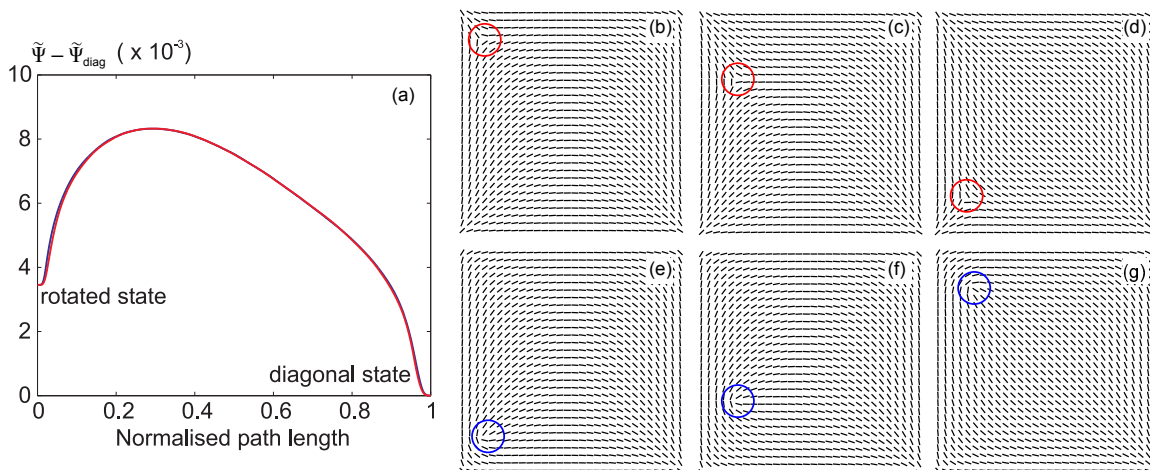 Ψ̃ – Ψ̃diag ( x 10⁻³)
10
8
6
4
2
0
0 0.2 0.4 0.6 0.8 1
Normalised path length
rotated state
diagonal state
(a)
(b)
(c)
(d)
(e)
(f)
(g)